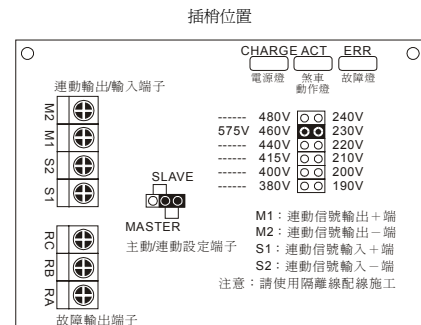 插梢位置
CHARGE ACT ERR
電源燈 煞車動作燈 故障燈
連動輸出/輸入端子
M2
M1
S2
S1
------ 480V 240V
575V 460V 230V
------ 440V 220V
------ 415V 210V
------ 400V 200V
------ 380V 190V
SLAVE
MASTER
主動/連動設定端子
RC
RB
RA
故障輸出端子
M1：連動信號輸出＋端
M2：連動信號輸出－端
S1：連動信號輸入＋端
S2：連動信號輸入－端
注意：請使用隔離線配線施工